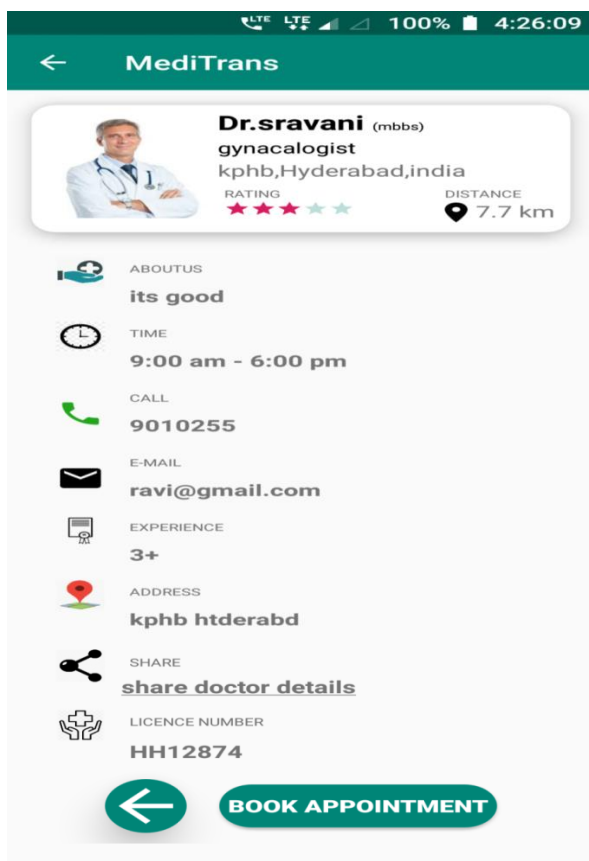 LTE LTE 100% 4:26:09
MediTrans
Dr.sravani (mbbs)
gynacalogist
kphb,Hyderabad,india
RATING DISTANCE
7.7 km
ABOUTUS
its good
TIME
9:00 am - 6:00 pm
CALL
9010255
E-MAIL
ravi@gmail.com
EXPERIENCE
3+
ADDRESS
kphb htderabd
SHARE
share doctor details
LICENCE NUMBER
HH12874
BOOK APPOINTMENT